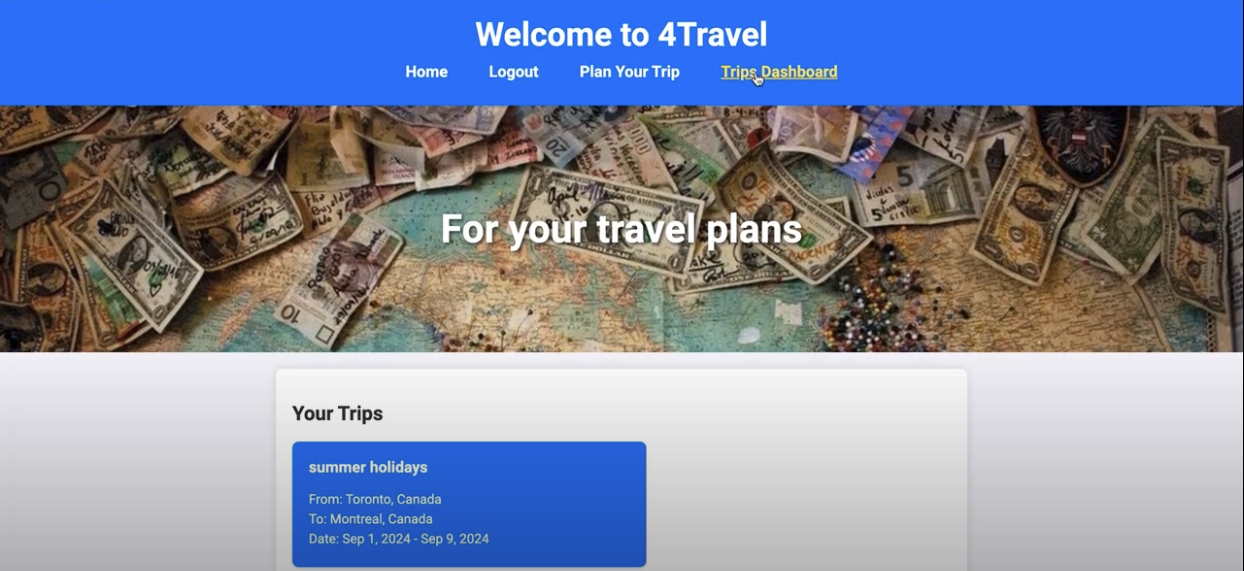 Welcome to 4Travel
Home Logout Plan Your Trip Trips Dashboard
For your travel plans
Your Trips
summer holidays
From: Toronto, Canada
To: Montreal, Canada
Date: Sep 1, 2024 - Sep 9, 2024